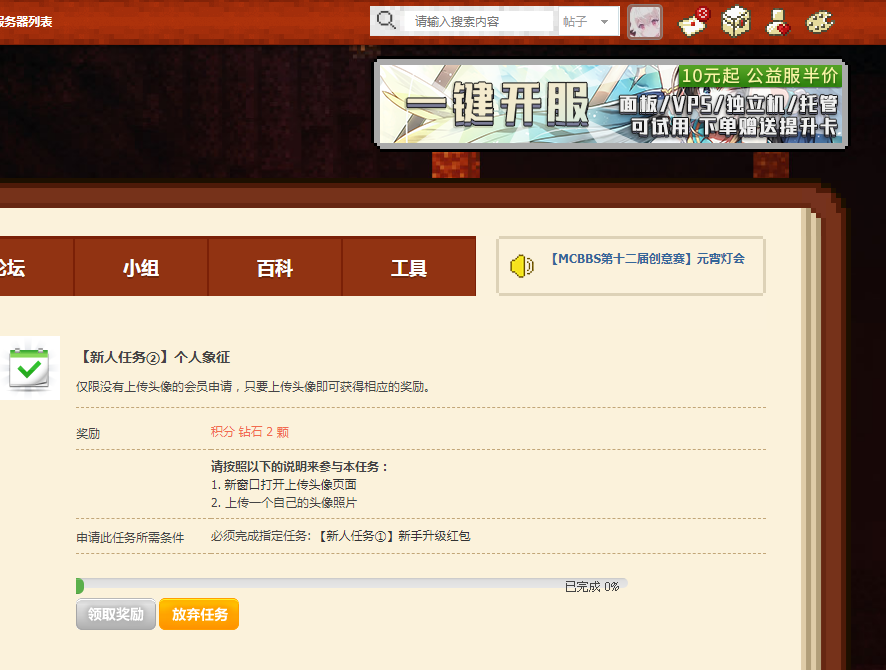 服务器列表
请输入搜索内容
帖子
3
10元起 公益服半价
一键开服
面板/VPS/独立机/托管
可试用 下单赠送提升卡
论坛
小组
百科
工具
【MCBBS第十二届创意赛】元宵灯会
【新人任务②】个人象征
仅限没有上传头像的会员申请，只要上传头像即可获得相应的奖励。
奖励
积分 钻石 2 颗
请按照以下的说明来参与本任务：
1. 新窗口打开上传头像页面
2. 上传一个自己的头像照片
申请此任务所需条件
必须完成指定任务: 【新人任务①】新手升级红包
已完成 0%
领取奖励
放弃任务